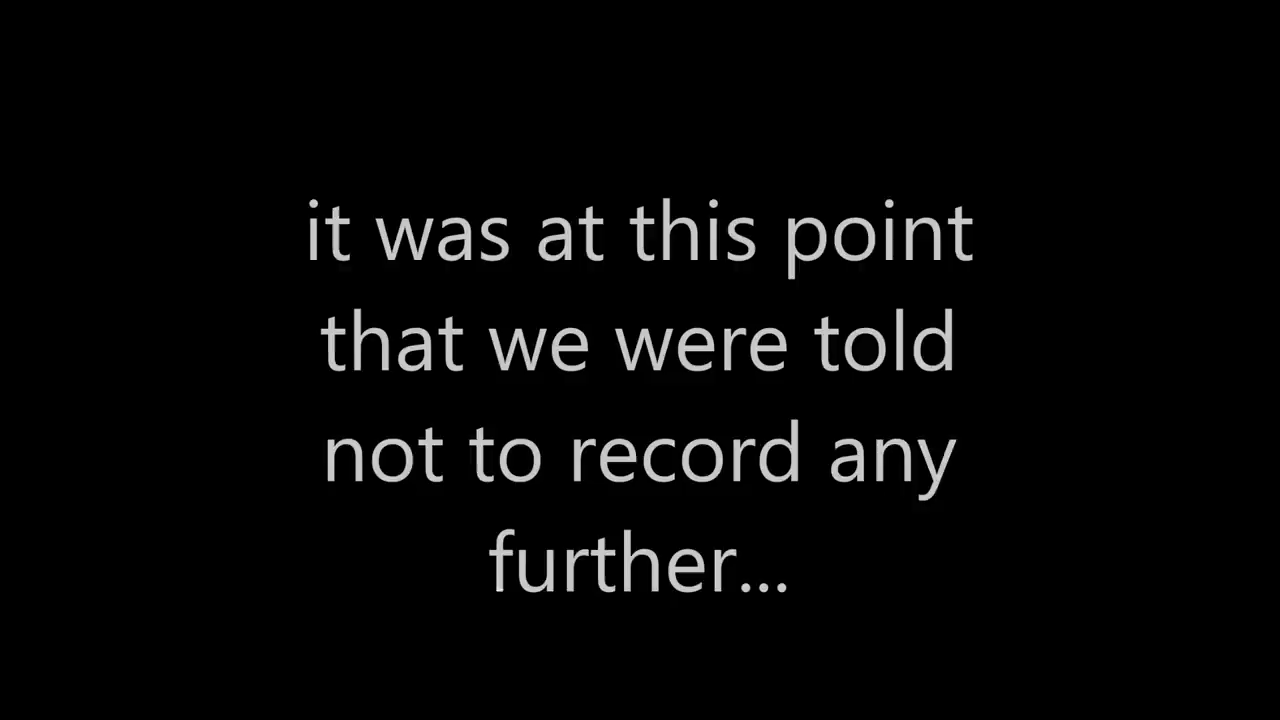 it was at this point
that we were told
not to record any
further...